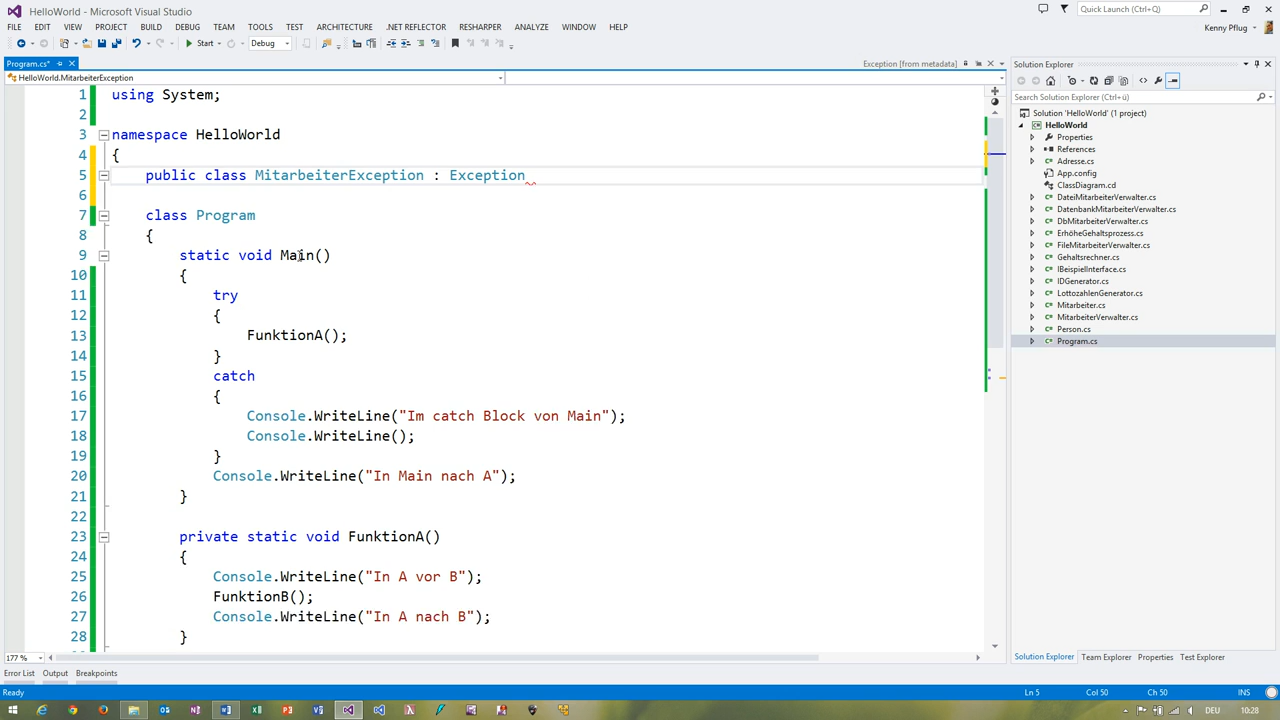 HelloWorld - Microsoft Visual Studio
Quick Launch (Ctrl+Q)
FILE EDIT VIEW PROJECT BUILD DEBUG TEAM TOOLS TEST ARCHITECTURE .NET REFLECTOR RESHARPER ANALYZE WINDOW HELP
Kenny Pflug
Start Debug
Program.cs*
Exception [from metadata]
HelloWorld.MitarbeiterException
1 using System;
2
3 namespace HelloWorld
4 {
5 public class MitarbeiterException : Exception
6
7 class Program
8 {
9 static void Main()
10 {
11 try
12 {
13 FunktionA();
14 }
15 catch
16 {
17 Console.WriteLine("Im catch Block von Main");
18 Console.WriteLine();
19 }
20 Console.WriteLine("In Main nach A");
21 }
22
23 private static void FunktionA()
24 {
25 Console.WriteLine("In A vor B");
26 FunktionB();
27 Console.WriteLine("In A nach B");
28 }
177 %
Solution Explorer
Search Solution Explorer (Ctrl+ü)
Solution 'HelloWorld' (1 project)
HelloWorld
Properties
References
Adresse.cs
App.config
ClassDiagram.cd
DateiMitarbeiterVerwalter.cs
DatenbankMitarbeiterVerwalter.cs
DbMitarbeiterVerwalter.cs
ErhöheGehaltsprozess.cs
FileMitarbeiterVerwalter.cs
Gehaltsrechner.cs
IBeispielInterface.cs
IDGenerator.cs
LottozahlenGenerator.cs
Mitarbeiter.cs
MitarbeiterVerwalter.cs
Person.cs
Program.cs
Solution Explorer Team Explorer Properties Test Explorer
Error List Output Breakpoints
Ready
Ln 5 Col 50 Ch 50 INS
DEU 10:28